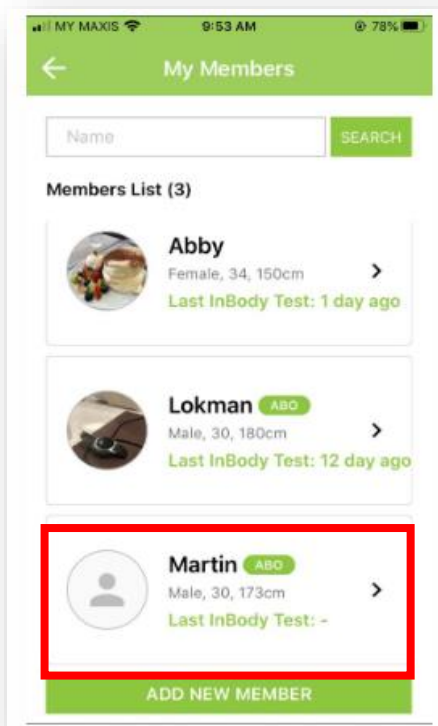 MY MAXIS 9:53 AM 78%
My Members
Name SEARCH
Members List (3)
Abby
Female, 34, 150cm
Last InBody Test: 1 day ago
Lokman ABO
Male, 30, 180cm
Last InBody Test: 12 day ago
Martin ABO
Male, 30, 173cm
Last InBody Test: -
ADD NEW MEMBER